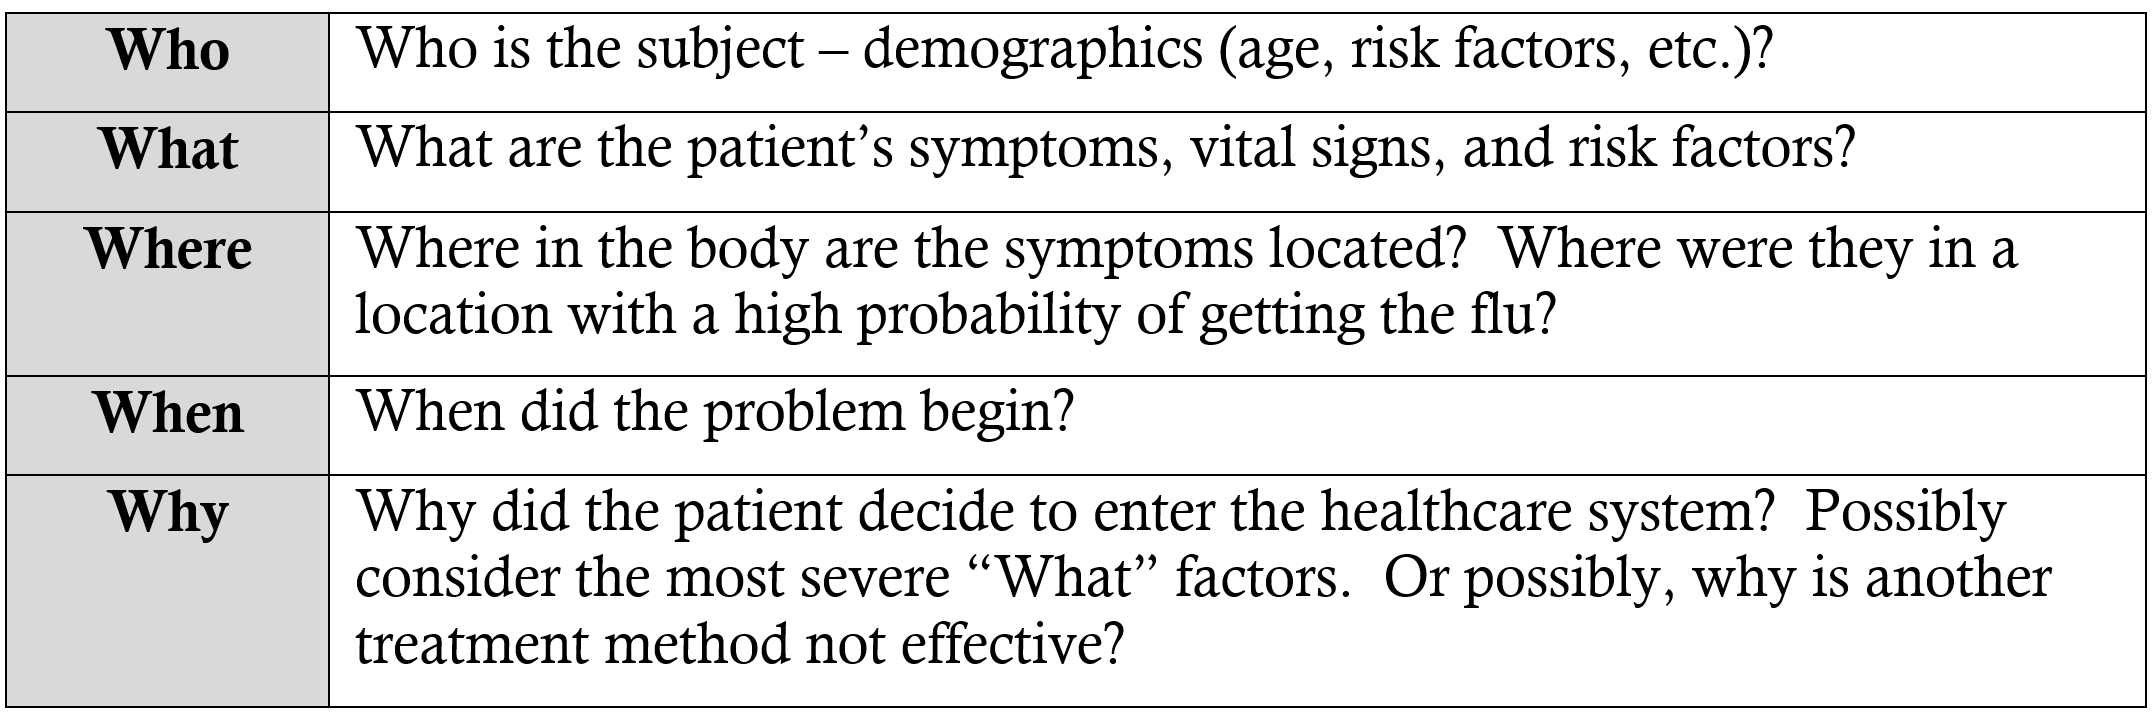 Who
Who is the subject – demographics (age, risk factors, etc.)?
What
What are the patient’s symptoms, vital signs, and risk factors?
Where
Where in the body are the symptoms located?  Where were they in a
location with a high probability of getting the flu?
When
When did the problem begin?
Why
Why did the patient decide to enter the healthcare system?  Possibly
consider the most severe “What” factors.  Or possibly, why is another
treatment method not effective?